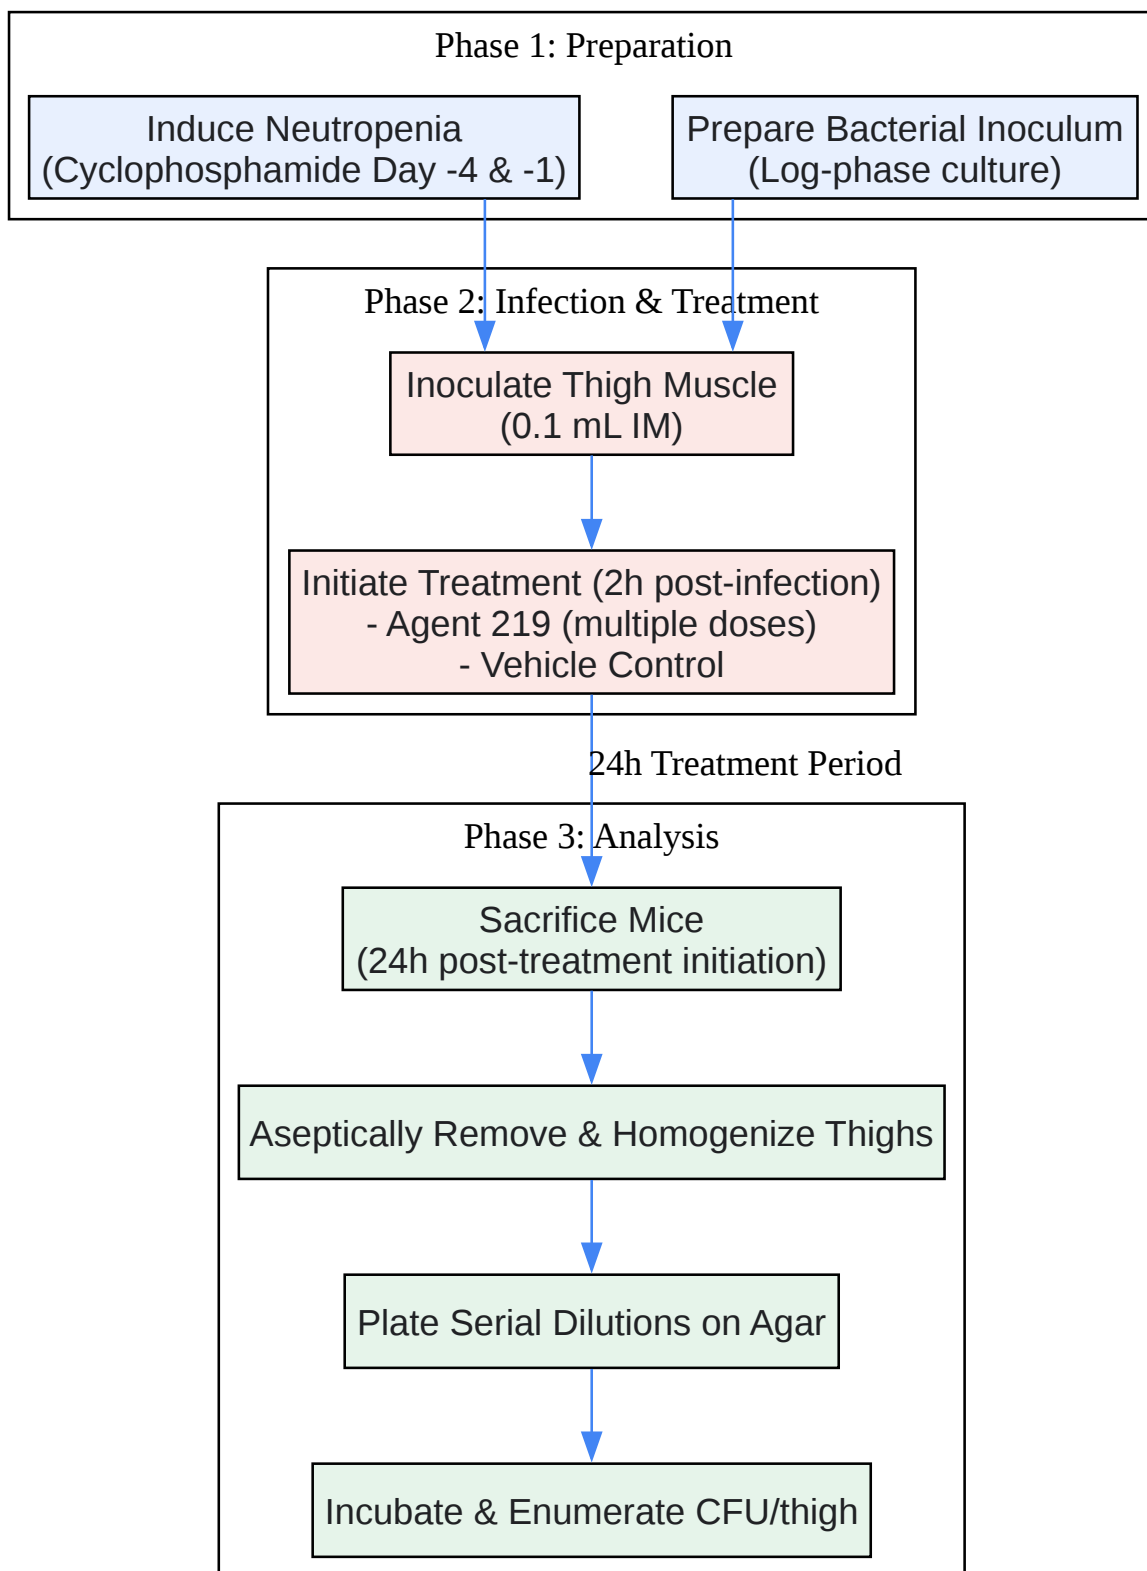 Phase 1: Preparation
Induce Neutropenia
(Cyclophosphamide Day -4 & -1)
Prepare Bacterial Inoculum
(Log-phase culture)
Phase 2: Infection & Treatment
Inoculate Thigh Muscle
(0.1 mL IM)
Initiate Treatment (2h post-infection)
- Agent 219 (multiple doses)
- Vehicle Control
24h Treatment Period
Phase 3: Analysis
Sacrifice Mice
(24h post-treatment initiation)
Aseptically Remove & Homogenize Thighs
Plate Serial Dilutions on Agar
Incubate & Enumerate CFU/thigh